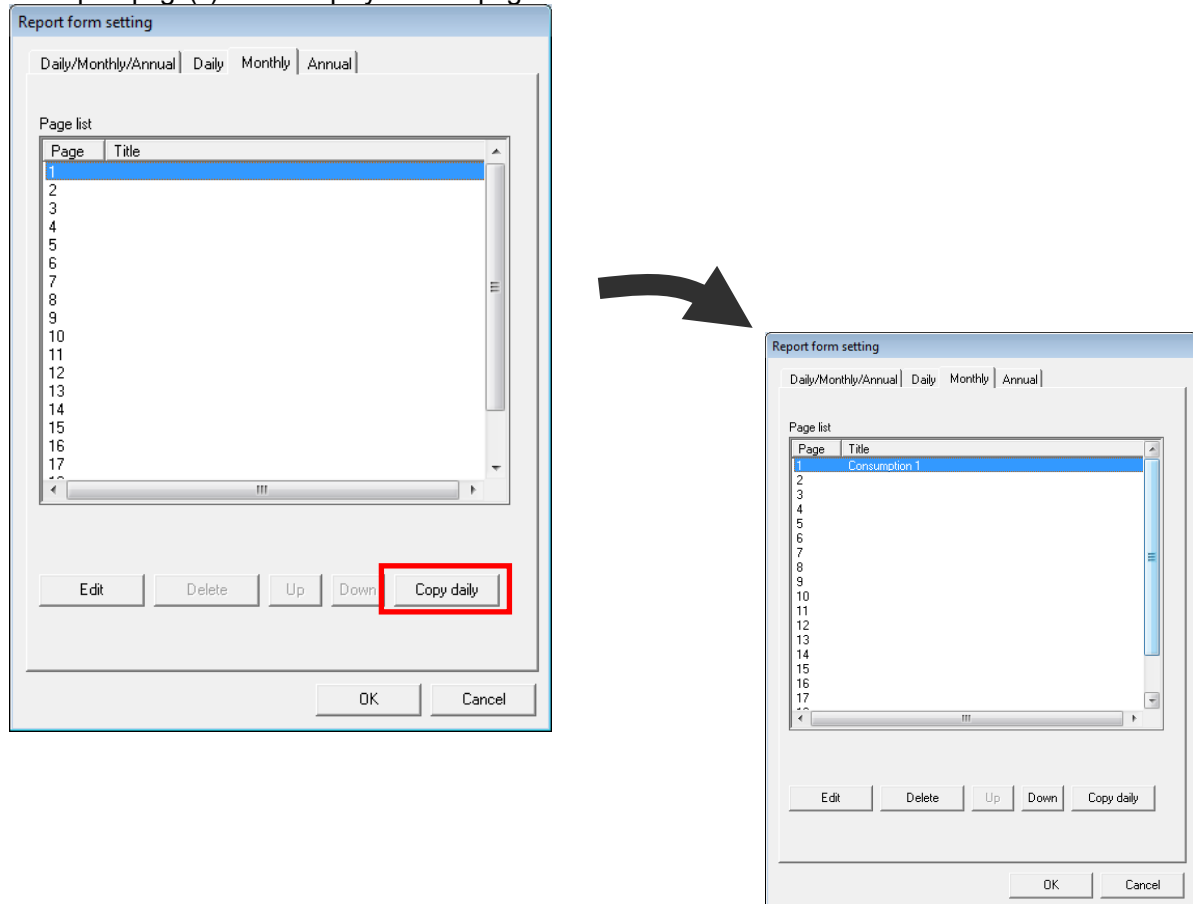 Report form setting
Daily/Monthly/Annual Daily Monthly Annual
Page list
Page Title
1
2
3
4
5
6
7
8
9
10
11
12
13
14
15
16
17
Edit Delete Up Down Copy daily
OK Cancel
Report form setting
Daily/Monthly/Annual Daily Monthly Annual
Page list
Page Title
1 Consumption 1
2
3
4
5
6
7
8
9
10
11
12
13
14
15
16
17
Edit Delete Up Down Copy daily
OK Cancel